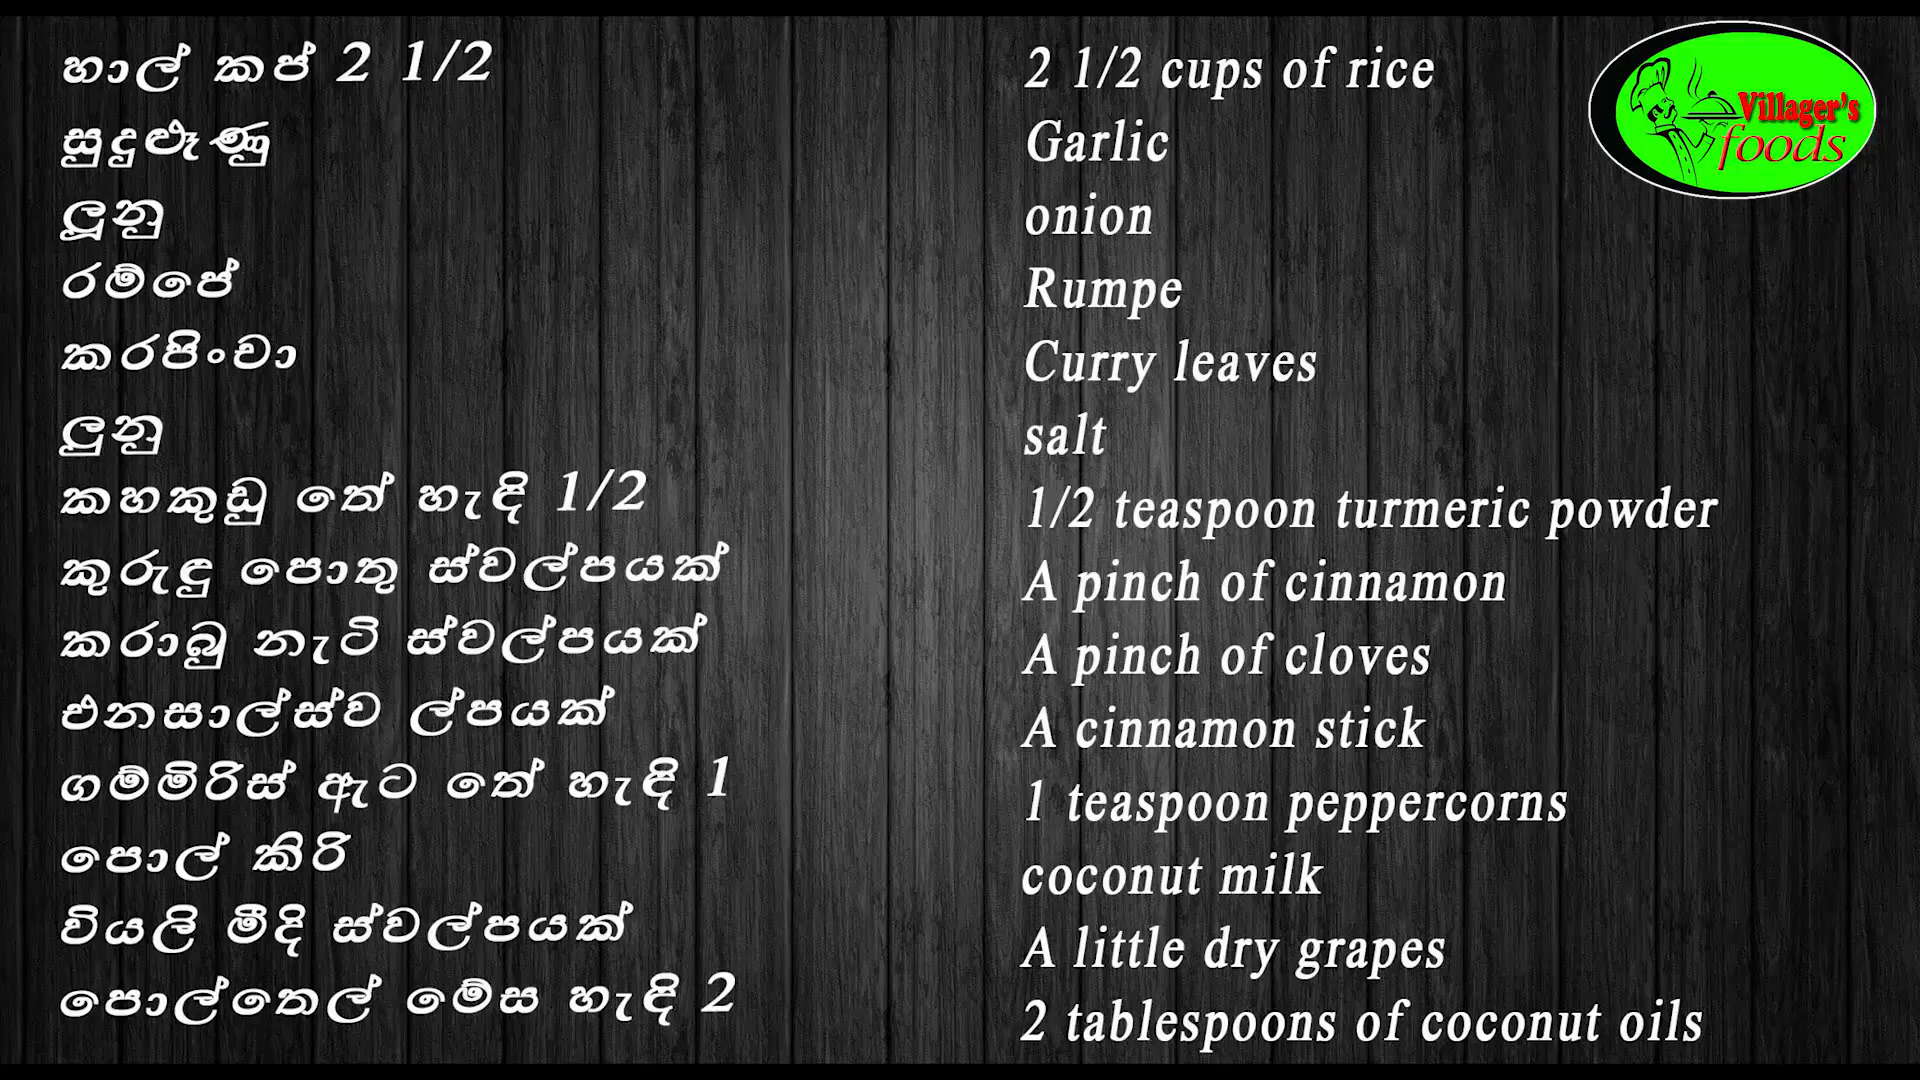 හාල් කප් 2 1/2
සුදුළූණු
ලූනු
රම්පේ
කරපිංචා
ලුනු
කහකුඩු තේ හැඳි 1/2
කුරුඳු පොතු ස්වල්පයක්
කරාබු නැටි ස්වල්පයක්
එනසාල්ස්ව ල්පයක්
ගම්මිරිස් ඇට තේ හැඳි 1
පොල් කිරි
වියලි මීදි ස්වල්පයක්
පොල්තෙල් මේස හැඳි 2
2 1/2 cups of rice
Garlic
onion
Rumpe
Curry leaves
salt
1/2 teaspoon turmeric powder
A pinch of cinnamon
A pinch of cloves
A cinnamon stick
1 teaspoon peppercorns
coconut milk
A little dry grapes
2 tablespoons of coconut oils
Villager's
foods